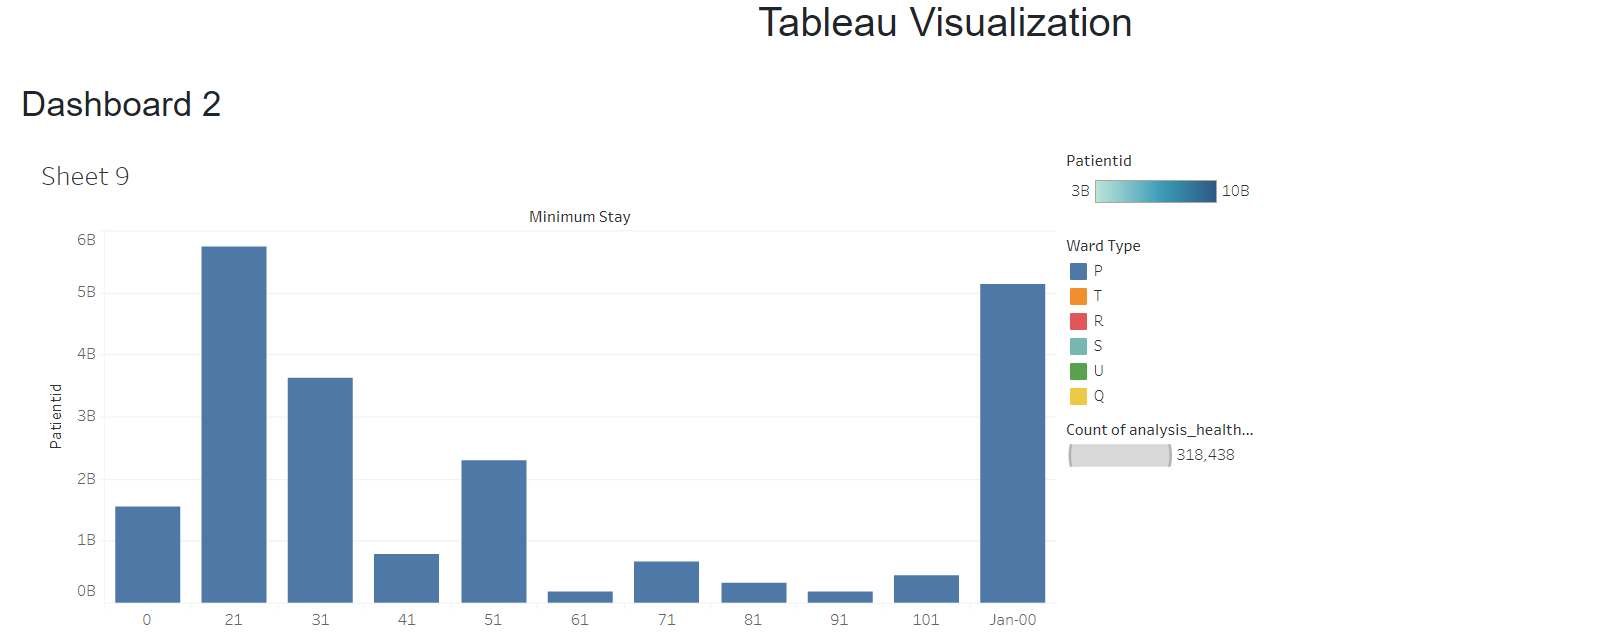 Tableau Visualization
Dashboard 2
Sheet 9
Minimum Stay
Patientid
6B
5B
4B
3B
2B
1B
0B
0 21 31 41 51 61 71 81 91 101 Jan-00
Patientid
3B 10B
Ward Type
P
T
R
S
U
Q
Count of analysis_health...
318,438